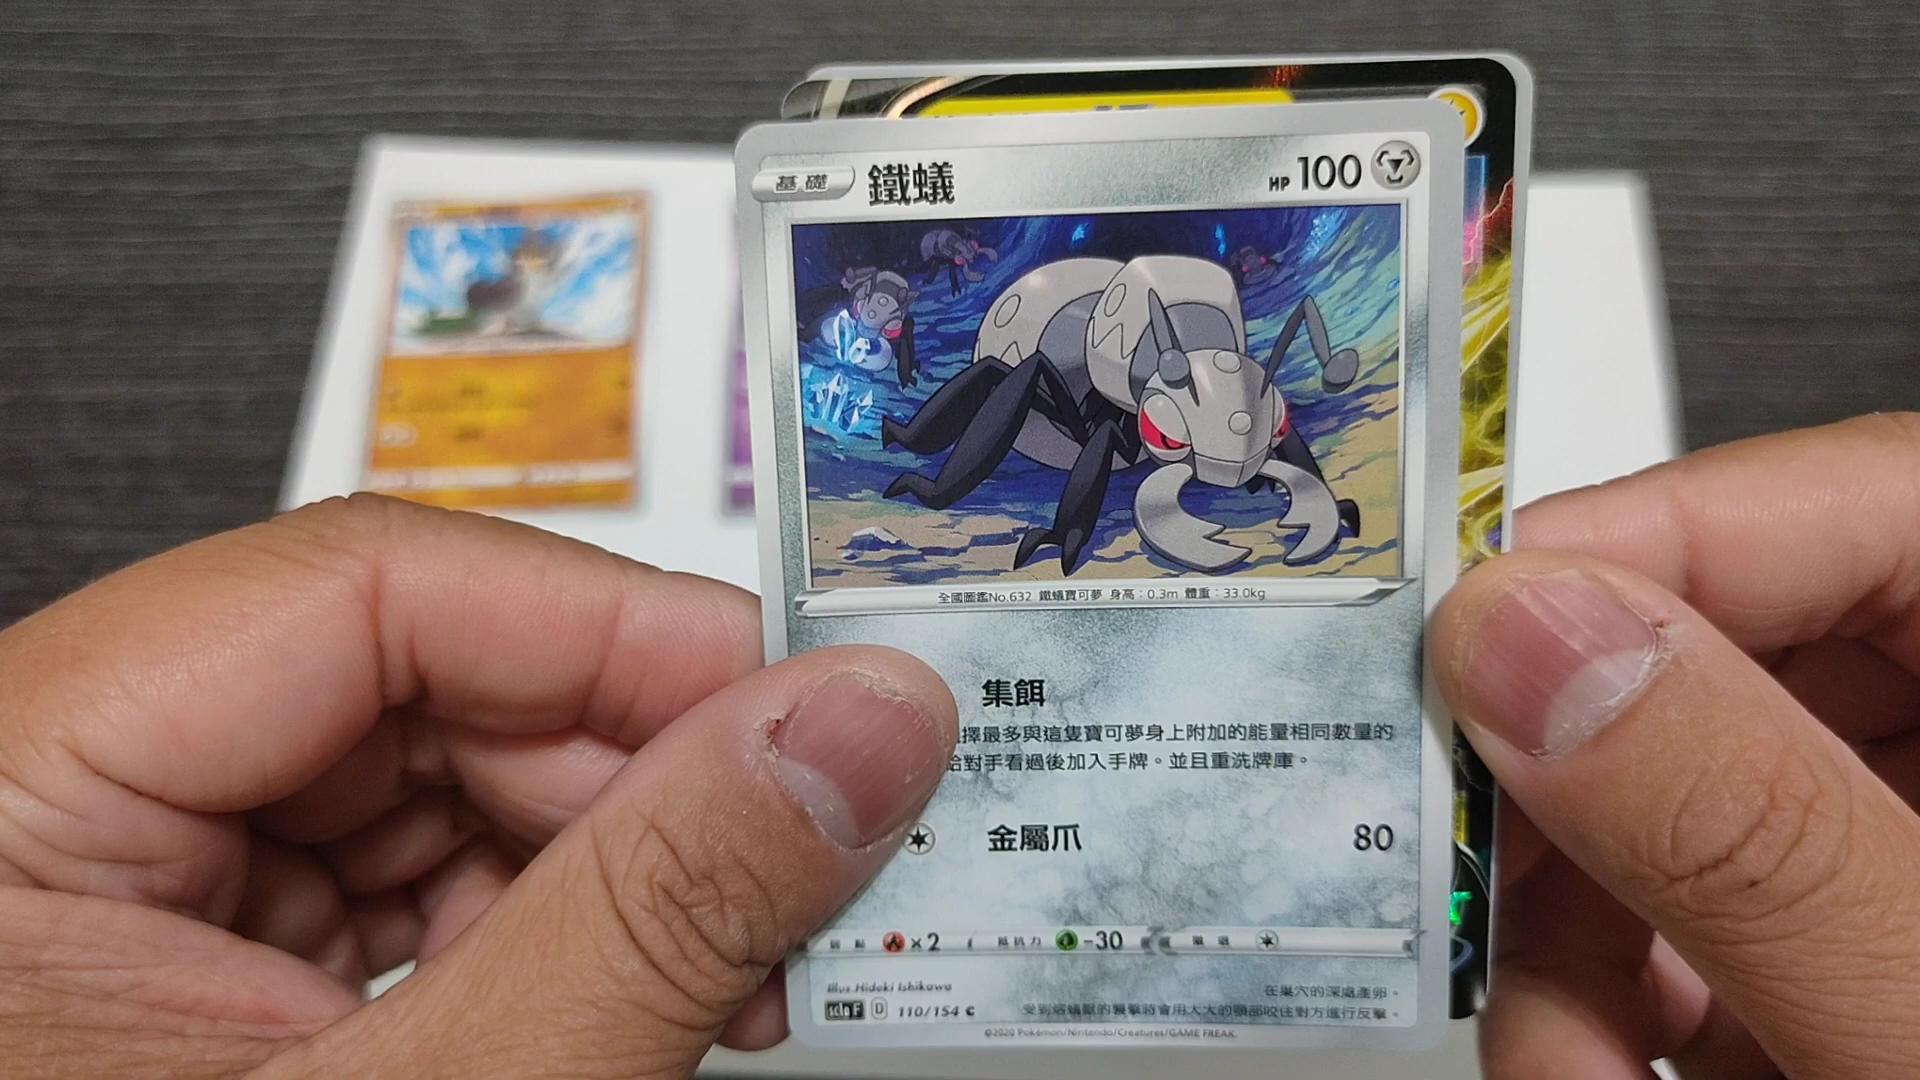 基礎 鐵蟻 HP 100
全國圖鑑No.632 鐵蟻寶可夢 身高：0.3m 體重：33.0kg
集餌
擇最多與這隻寶可夢身上附加的能量相同數量的
給對手看過後加入手牌。並且重洗牌庫。
金屬爪 80
弱點 ×2 抵抗力 -30 撤退
Illus. Hideki Ishikawa
在巢穴的深處產卵。
受到熔蟻獸的襲擊時會用大大的顎部咬住對方進行反擊。
sc1a F D 110/154 C
©2020 Pokémon/Nintendo/Creatures/GAME FREAK.